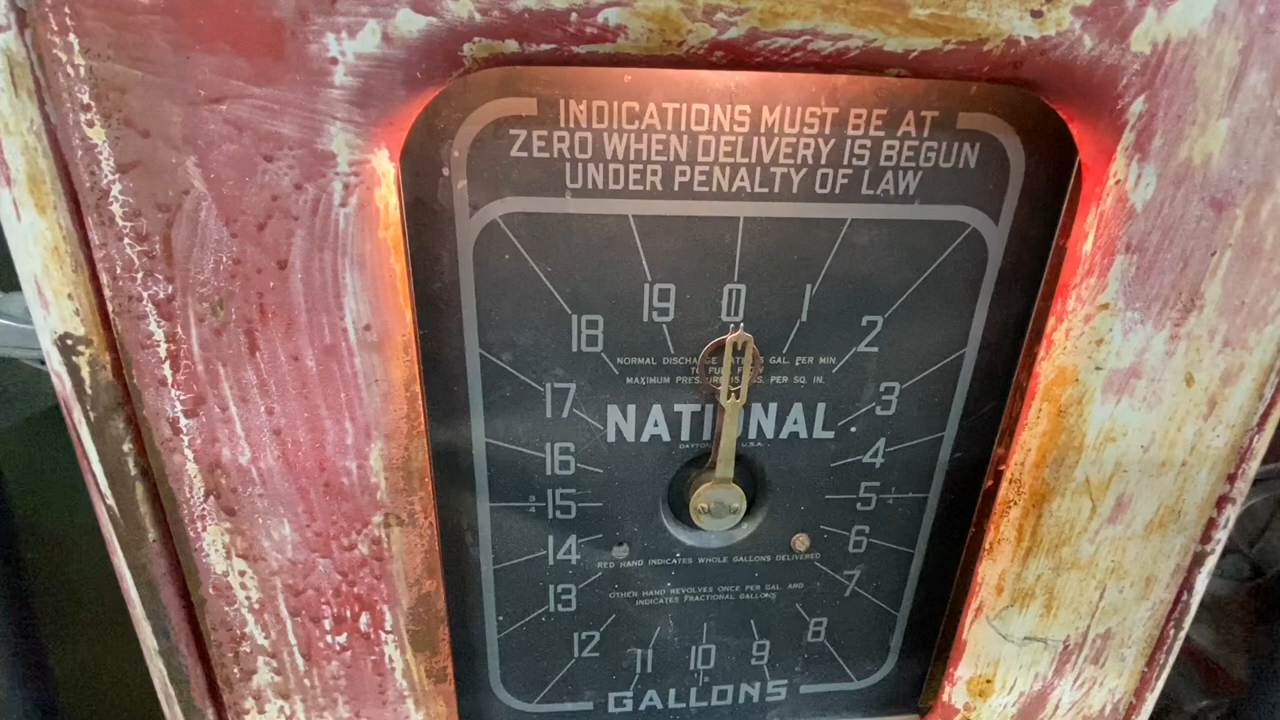 INDICATIONS MUST BE AT
ZERO WHEN DELIVERY IS BEGUN
UNDER PENALTY OF LAW
19 0 1
18 2
NORMAL DISCHARGE GAL. PER MIN.
TO FULL FLOW
MAXIMUM PRESSURE 15 LBS. PER SQ. IN.
17 3
NATIONAL
DAYTON U.S.A.
16 4
15 5
14 6
RED HAND INDICATES WHOLE GALLONS DELIVERED
13 7
OTHER HAND REVOLVES ONCE PER GAL. AND
INDICATES FRACTIONAL GALLONS
12 8
11 10 9
GALLONS